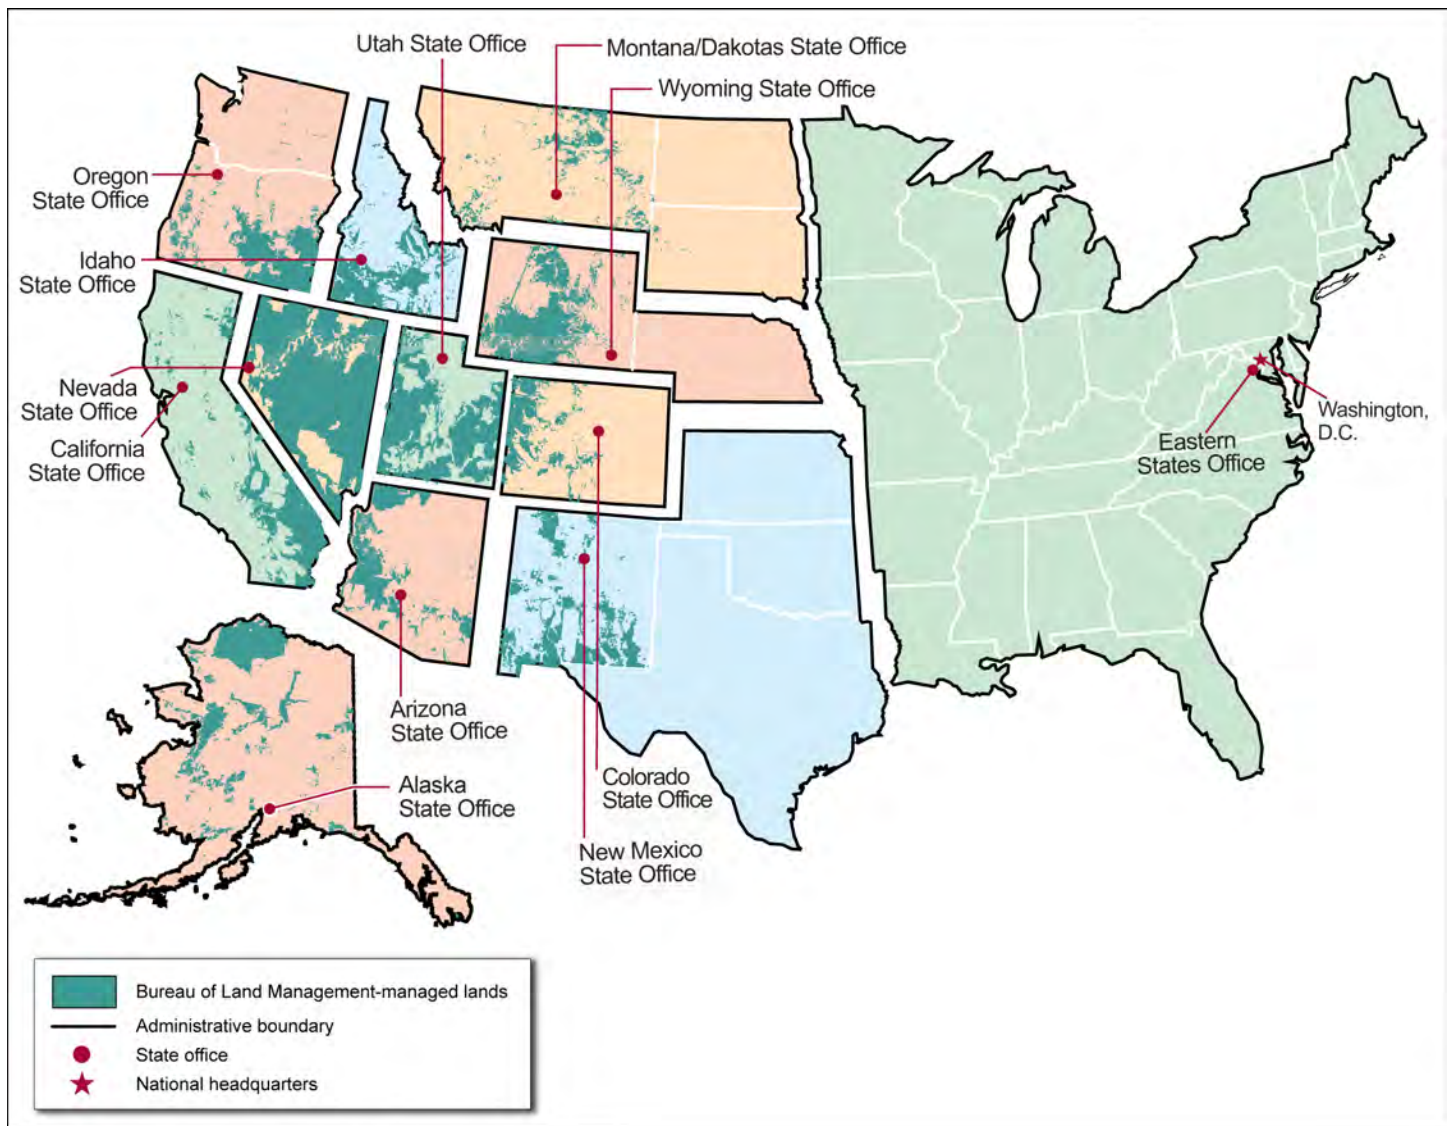 Utah State Office
Montana/Dakotas State Office
Wyoming State Office
Oregon
State Office
Idaho
State Office
Nevada
State Office
California
State Office
Washington,
D.C.
Eastern
States Office
Arizona
State Office
Alaska
State Office
Colorado
State Office
New Mexico
State Office
Bureau of Land Management-managed lands
Administrative boundary
State office
National headquarters